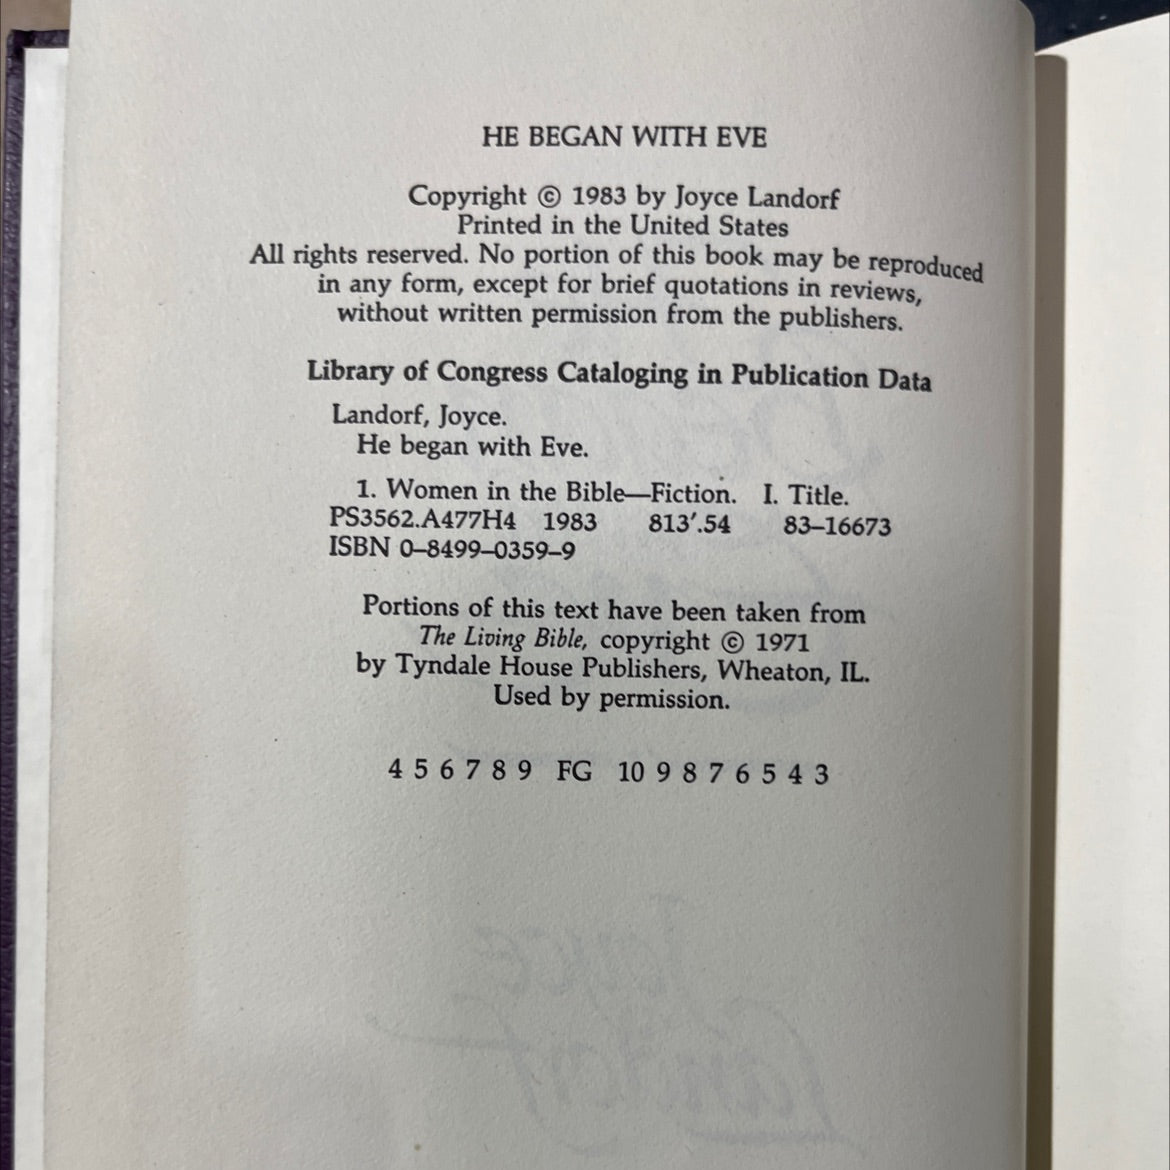 HE BEGAN WITH EVE
Copyright © 1983 by Joyce Landorf
Printed in the United States
All rights reserved. No portion of this book may be reproduced
in any form, except for brief quotations in reviews,
without written permission from the publishers.
Library of Congress Cataloging in Publication Data
Landorf, Joyce.
He began with Eve.
1. Women in the Bible—Fiction. I. Title.
PS3562.A477H4 1983 813′.54 83–16673
ISBN 0–8499–0359–9
Portions of this text have been taken from
The Living Bible, copyright © 1971
by Tyndale House Publishers, Wheaton, IL.
Used by permission.
4 5 6 7 8 9 FG 10 9 8 7 6 5 4 3